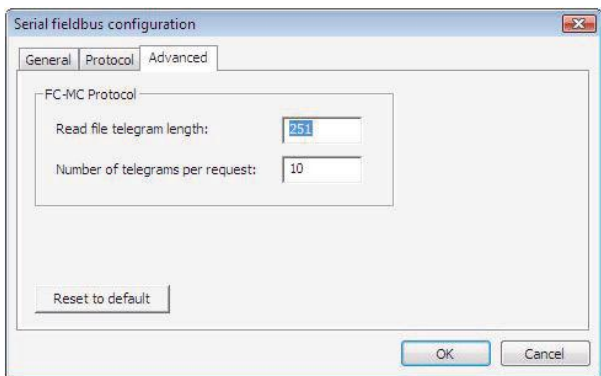 Serial fieldbus configuration
General Protocol Advanced
FC-MC Protocol
Read file telegram length: 251
Number of telegrams per request: 10
Reset to default
OK Cancel